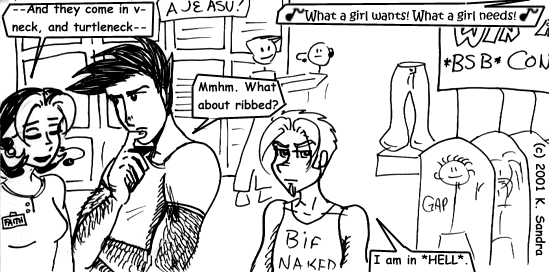 --And they come in v-
neck, and turtleneck--
A J & ASU?
What a girl wants! What a girl needs!
*BSB* CON
Mmhm. What
about ribbed?
FAITH
BIF
NAKED
GAP
I am in *HELL*.
(c) 2001 K. Sandra